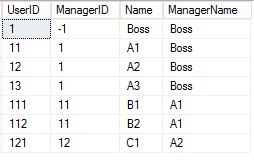 UserID ManagerID Name ManagerName
1 -1 Boss Boss
11 1 A1 Boss
12 1 A2 Boss
13 1 A3 Boss
111 11 B1 A1
112 11 B2 A1
121 12 C1 A2